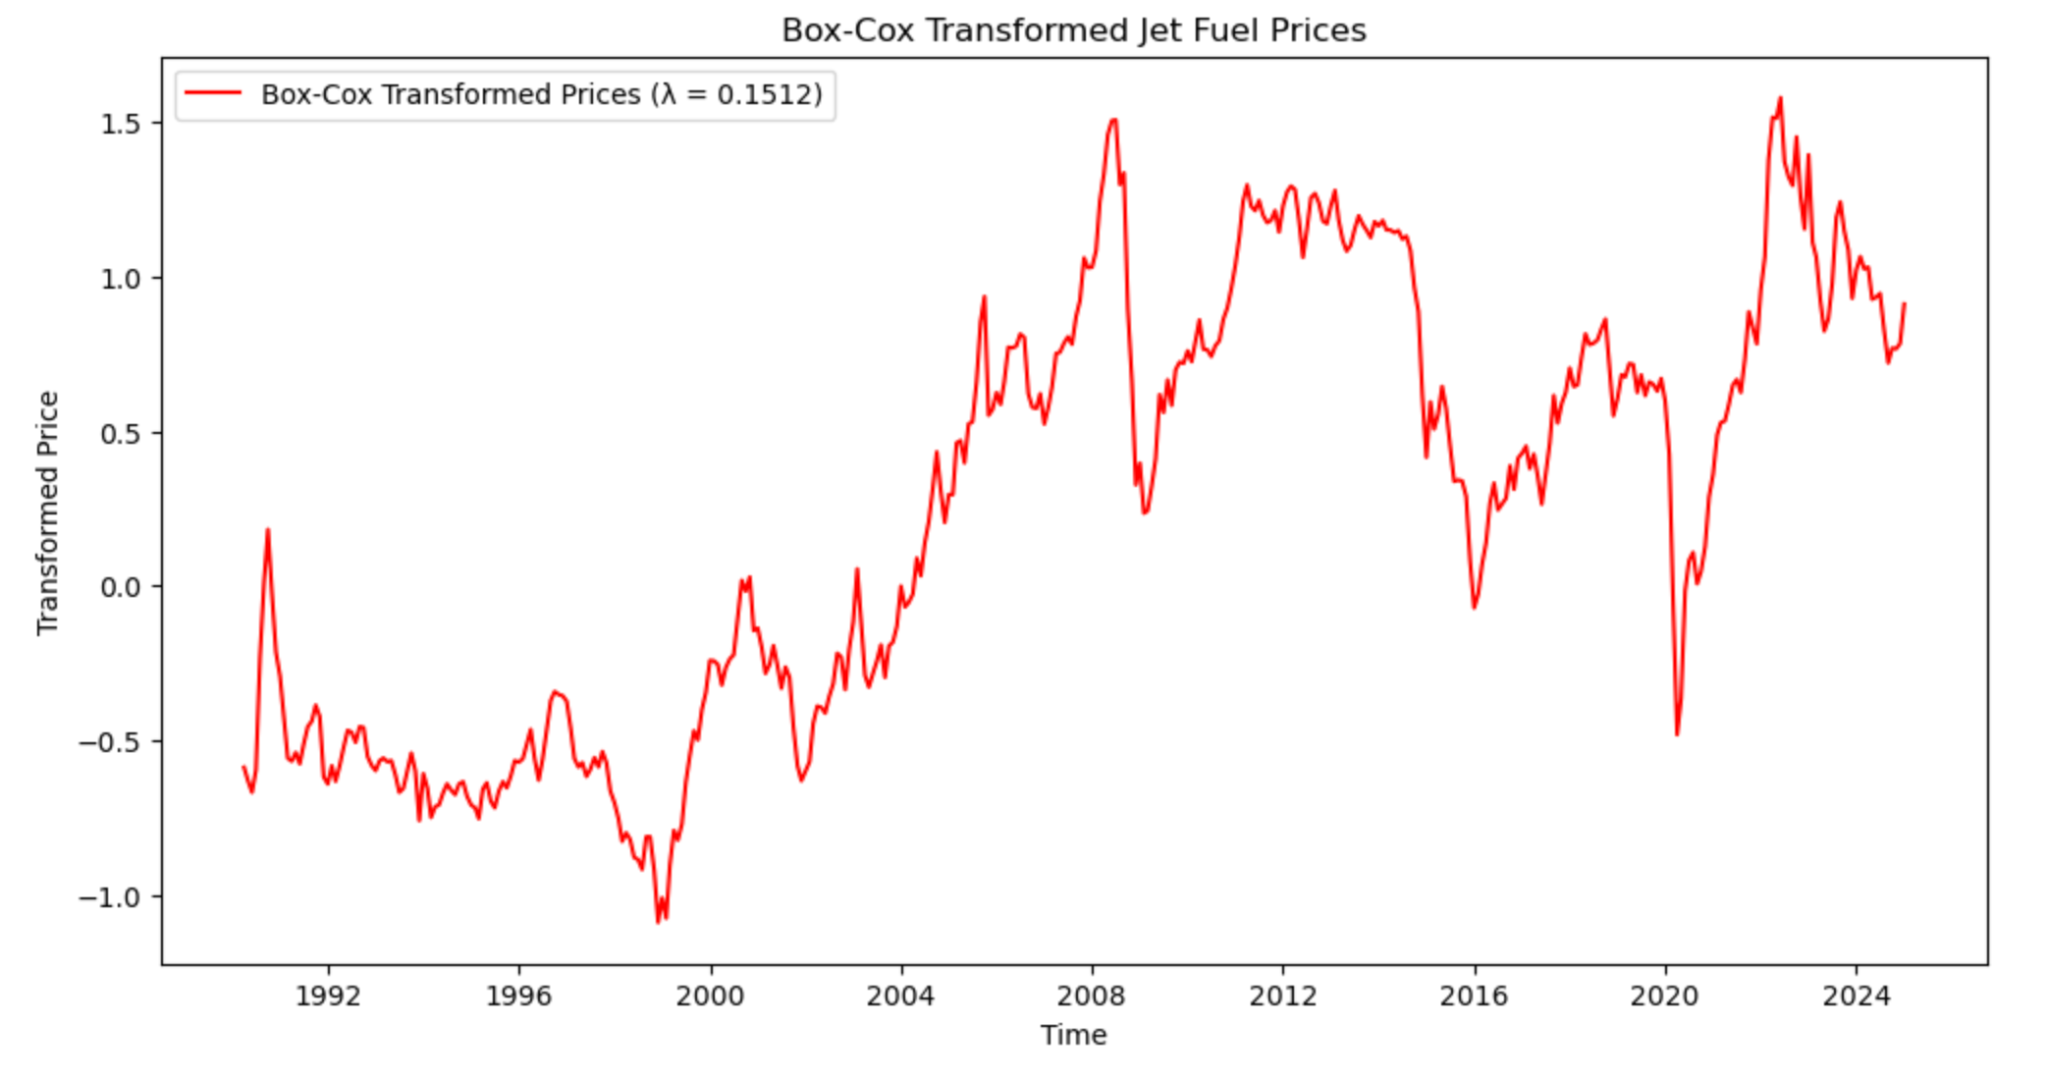 Box-Cox Transformed Jet Fuel Prices
Box-Cox Transformed Prices (λ = 0.1512)
Transformed Price
1.5
1.0
0.5
0.0
−0.5
−1.0
1992 1996 2000 2004 2008 2012 2016 2020 2024
Time